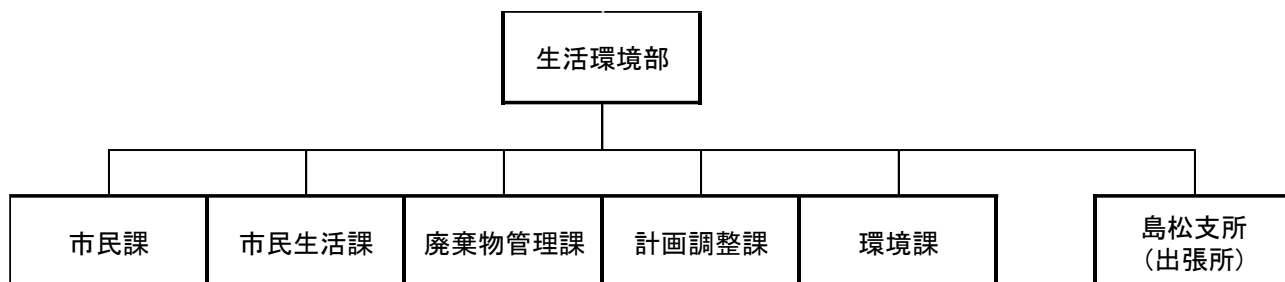 生活環境部
市民課
市民生活課
廃棄物管理課
計画調整課
環境課
島松支所
（出張所）